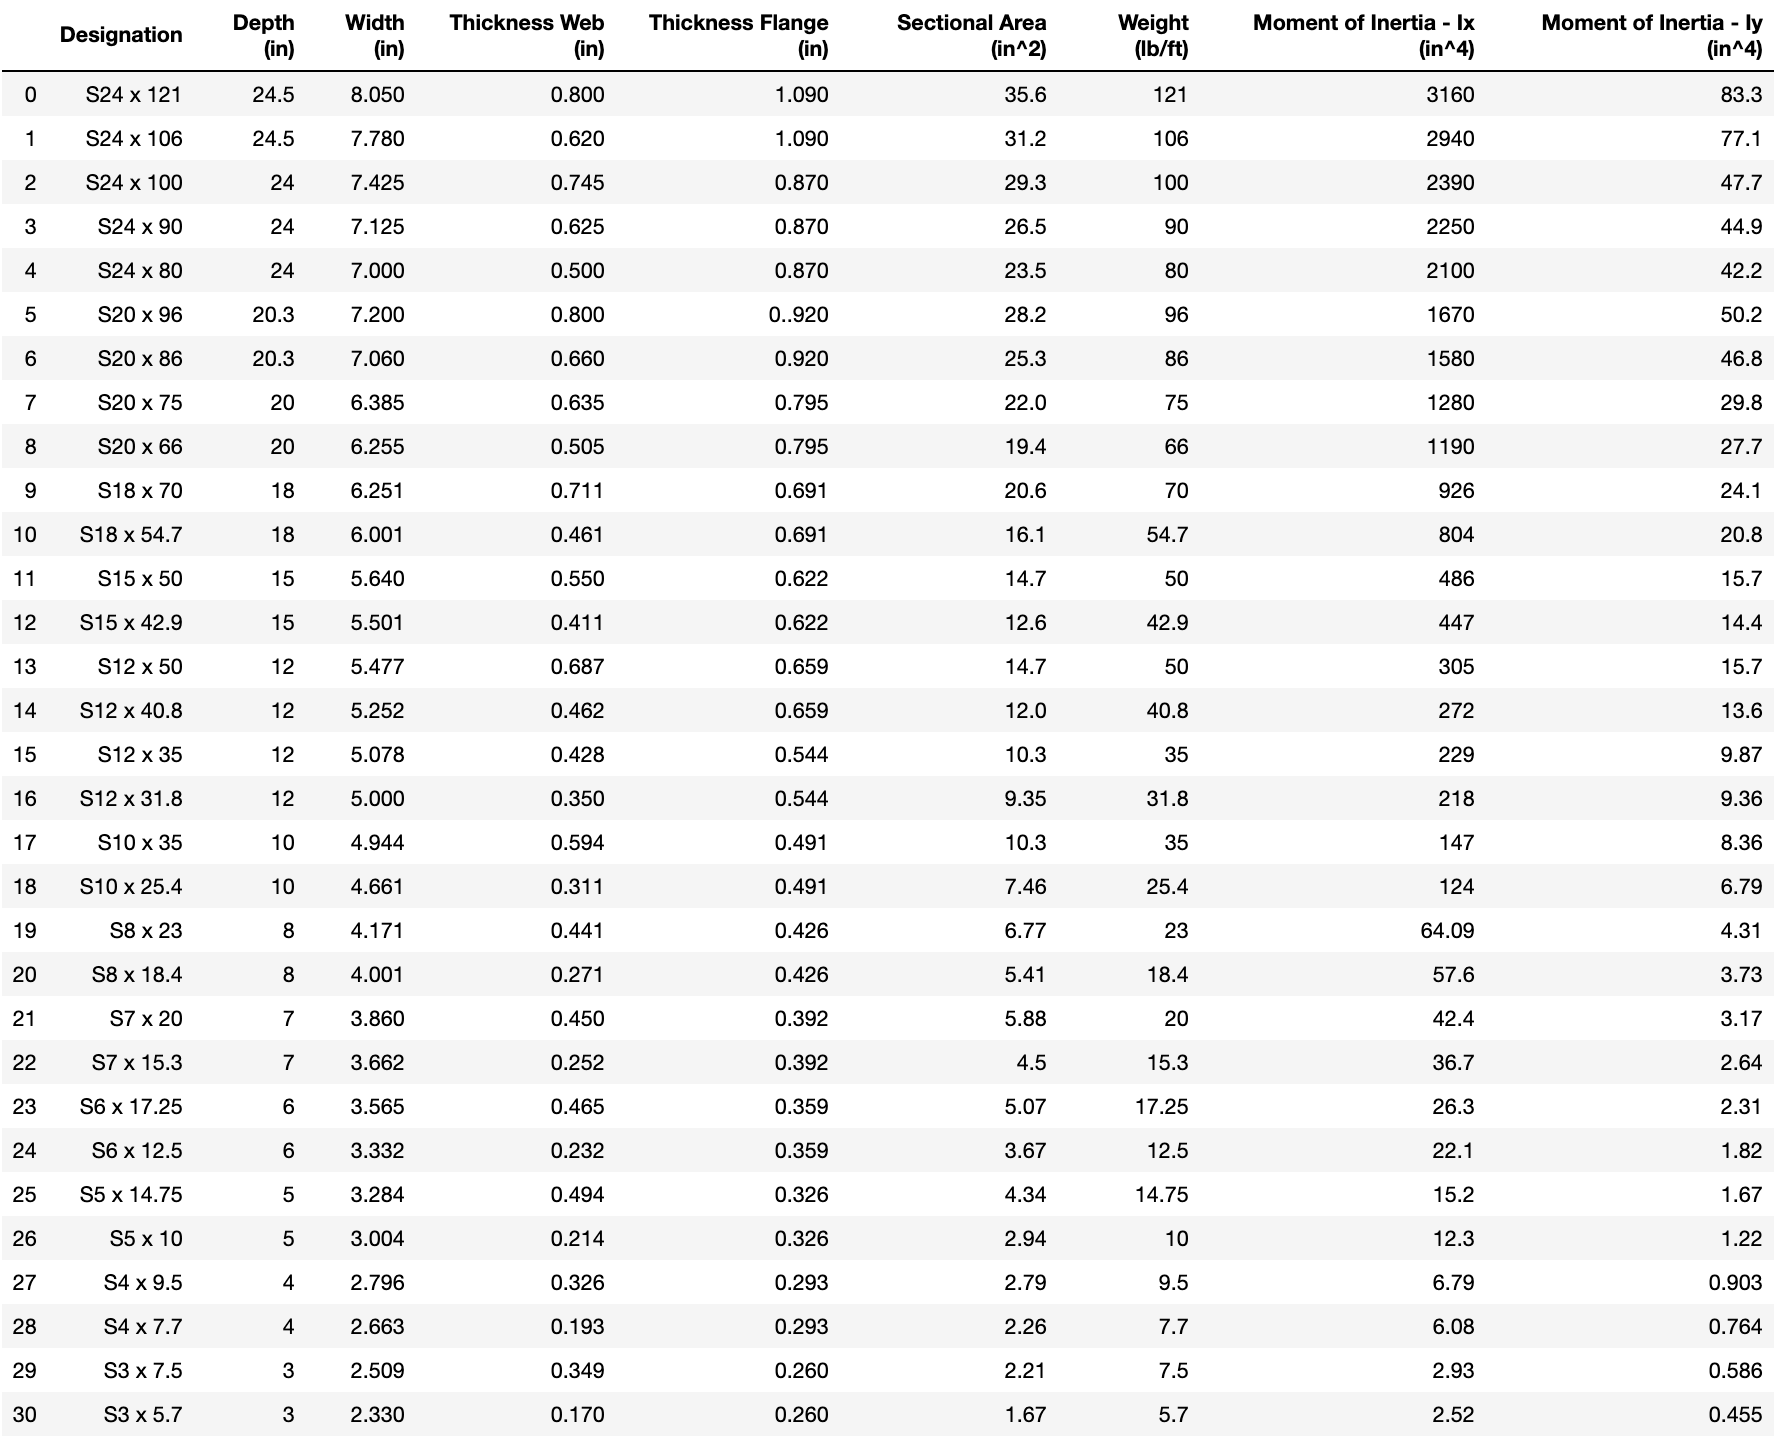 Designation Depth (in) Width (in) Thickness Web (in) Thickness Flange (in) Sectional Area (in^2) Weight (lb/ft) Moment of Inertia - Ix (in^4) Moment of Inertia - Iy (in^4)
0 S24 x 121 24.5 8.050 0.800 1.090 35.6 121 3160 83.3
1 S24 x 106 24.5 7.780 0.620 1.090 31.2 106 2940 77.1
2 S24 x 100 24 7.425 0.745 0.870 29.3 100 2390 47.7
3 S24 x 90 24 7.125 0.625 0.870 26.5 90 2250 44.9
4 S24 x 80 24 7.000 0.500 0.870 23.5 80 2100 42.2
5 S20 x 96 20.3 7.200 0.800 0..920 28.2 96 1670 50.2
6 S20 x 86 20.3 7.060 0.660 0.920 25.3 86 1580 46.8
7 S20 x 75 20 6.385 0.635 0.795 22.0 75 1280 29.8
8 S20 x 66 20 6.255 0.505 0.795 19.4 66 1190 27.7
9 S18 x 70 18 6.251 0.711 0.691 20.6 70 926 24.1
10 S18 x 54.7 18 6.001 0.461 0.691 16.1 54.7 804 20.8
11 S15 x 50 15 5.640 0.550 0.622 14.7 50 486 15.7
12 S15 x 42.9 15 5.501 0.411 0.622 12.6 42.9 447 14.4
13 S12 x 50 12 5.477 0.687 0.659 14.7 50 305 15.7
14 S12 x 40.8 12 5.252 0.462 0.659 12.0 40.8 272 13.6
15 S12 x 35 12 5.078 0.428 0.544 10.3 35 229 9.87
16 S12 x 31.8 12 5.000 0.350 0.544 9.35 31.8 218 9.36
17 S10 x 35 10 4.944 0.594 0.491 10.3 35 147 8.36
18 S10 x 25.4 10 4.661 0.311 0.491 7.46 25.4 124 6.79
19 S8 x 23 8 4.171 0.441 0.426 6.77 23 64.09 4.31
20 S8 x 18.4 8 4.001 0.271 0.426 5.41 18.4 57.6 3.73
21 S7 x 20 7 3.860 0.450 0.392 5.88 20 42.4 3.17
22 S7 x 15.3 7 3.662 0.252 0.392 4.5 15.3 36.7 2.64
23 S6 x 17.25 6 3.565 0.465 0.359 5.07 17.25 26.3 2.31
24 S6 x 12.5 6 3.332 0.232 0.359 3.67 12.5 22.1 1.82
25 S5 x 14.75 5 3.284 0.494 0.326 4.34 14.75 15.2 1.67
26 S5 x 10 5 3.004 0.214 0.326 2.94 10 12.3 1.22
27 S4 x 9.5 4 2.796 0.326 0.293 2.79 9.5 6.79 0.903
28 S4 x 7.7 4 2.663 0.193 0.293 2.26 7.7 6.08 0.764
29 S3 x 7.5 3 2.509 0.349 0.260 2.21 7.5 2.93 0.586
30 S3 x 5.7 3 2.330 0.170 0.260 1.67 5.7 2.52 0.455